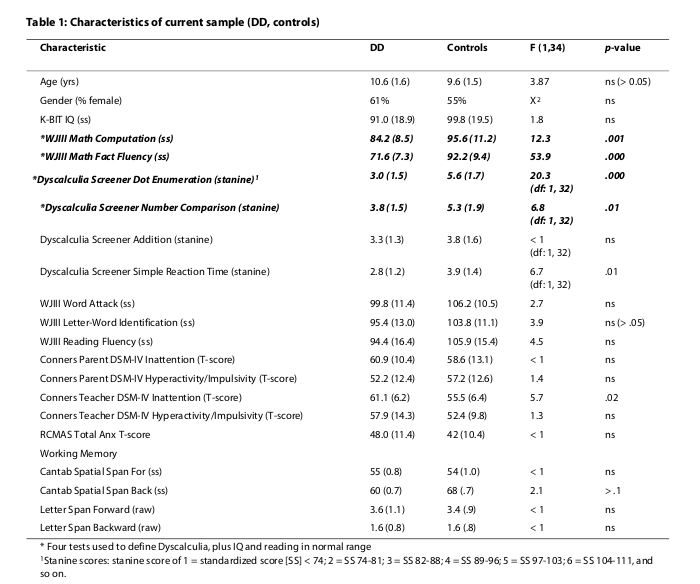 Table 1: Characteristics of current sample (DD, controls)
Characteristic DD Controls F (1,34) p-value
Age (yrs) 10.6 (1.6) 9.6 (1.5) 3.87 ns (> 0.05)
Gender (% female) 61% 55% X² ns
K-BIT IQ (ss) 91.0 (18.9) 99.8 (19.5) 1.8 ns
*WJIII Math Computation (ss) 84.2 (8.5) 95.6 (11.2) 12.3 .001
*WJIII Math Fact Fluency (ss) 71.6 (7.3) 92.2 (9.4) 53.9 .000
*Dyscalculia Screener Dot Enumeration (stanine)¹ 3.0 (1.5) 5.6 (1.7) 20.3 .000
(df: 1, 32)
*Dyscalculia Screener Number Comparison (stanine) 3.8 (1.5) 5.3 (1.9) 6.8 .01
(df: 1, 32)
Dyscalculia Screener Addition (stanine) 3.3 (1.3) 3.8 (1.6) < 1 ns
(df: 1, 32)
Dyscalculia Screener Simple Reaction Time (stanine) 2.8 (1.2) 3.9 (1.4) 6.7 .01
(df: 1, 32)
WJIII Word Attack (ss) 99.8 (11.4) 106.2 (10.5) 2.7 ns
WJIII Letter-Word Identification (ss) 95.4 (13.0) 103.8 (11.1) 3.9 ns (> .05)
WJIII Reading Fluency (ss) 94.4 (16.4) 105.9 (15.4) 4.5 ns
Conners Parent DSM-IV Inattention (T-score) 60.9 (10.4) 58.6 (13.1) < 1 ns
Conners Parent DSM-IV Hyperactivity/Impulsivity (T-score) 52.2 (12.4) 57.2 (12.6) 1.4 ns
Conners Teacher DSM-IV Inattention (T-score) 61.1 (6.2) 55.5 (6.4) 5.7 .02
Conners Teacher DSM-IV Hyperactivity/Impulsivity (T-score) 57.9 (14.3) 52.4 (9.8) 1.3 ns
RCMAS Total Anx T-score 48.0 (11.4) 42 (10.4) < 1 ns
Working Memory
Cantab Spatial Span For (ss) 55 (0.8) 54 (1.0) < 1 ns
Cantab Spatial Span Back (ss) 60 (0.7) 68 (.7) 2.1 > .1
Letter Span Forward (raw) 3.6 (1.1) 3.4 (.9) < 1 ns
Letter Span Backward (raw) 1.6 (0.8) 1.6 (.8) < 1 ns
* Four tests used to define Dyscalculia, plus IQ and reading in normal range
¹Stanine scores: stanine score of 1 = standardized score [SS] < 74; 2 = SS 74-81; 3 = SS 82-88; 4 = SS 89-96; 5 = SS 97-103; 6 = SS 104-111, and
so on.